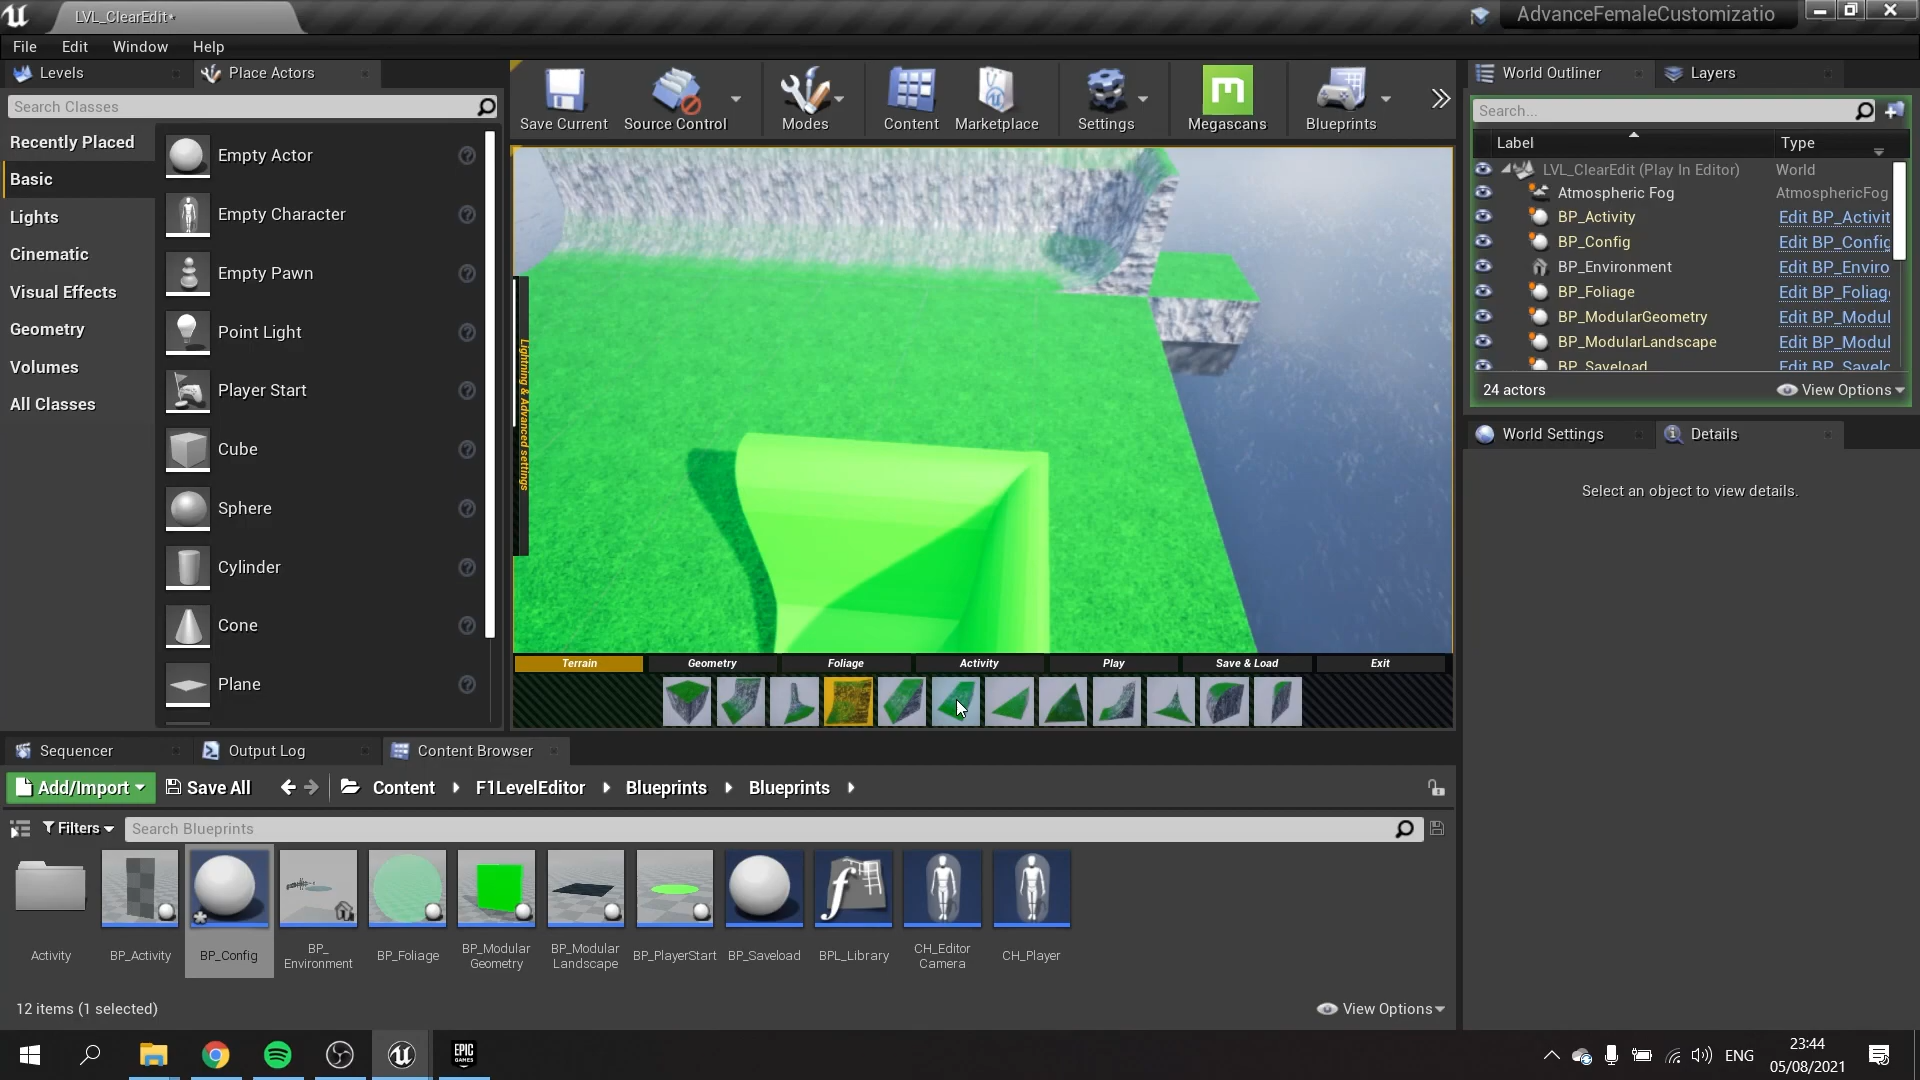 LVL_ClearEdit*
AdvanceFemaleCustomizatio
File Edit Window Help
Levels
Place Actors
Search Classes
Recently Placed
Basic
Lights
Cinematic
Visual Effects
Geometry
Volumes
All Classes
Empty Actor
Empty Character
Empty Pawn
Point Light
Player Start
Cube
Sphere
Cylinder
Cone
Plane
Save Current
Source Control
Modes
Content
Marketplace
Settings
Megascans
Blueprints
Lightning & Advanced settings
Terrain
Geometry
Foliage
Activity
Play
Save & Load
Exit
World Outliner
Layers
Search...
Label Type
LVL_ClearEdit (Play In Editor) World
Atmospheric Fog AtmosphericFog
BP_Activity Edit BP_Activit
BP_Config Edit BP_Config
BP_Environment Edit BP_Enviro
BP_Foliage Edit BP_Foliag
BP_ModularGeometry Edit BP_Modul
BP_ModularLandscape Edit BP_Modul
BP_Saveload Edit BP_Savelo
24 actors
View Options
World Settings
Details
Select an object to view details.
Sequencer
Output Log
Content Browser
Add/Import
Save All
Content
F1LevelEditor
Blueprints
Blueprints
Filters
Search Blueprints
Activity
BP_Activity
BP_Config
BP_
Environment
BP_Foliage
BP_Modular
Geometry
BP_Modular
Landscape
BP_PlayerStart
BP_Saveload
BPL_Library
CH_Editor
Camera
CH_Player
12 items (1 selected)
View Options
EPIC
GAMES
ENG
23:44
05/08/2021